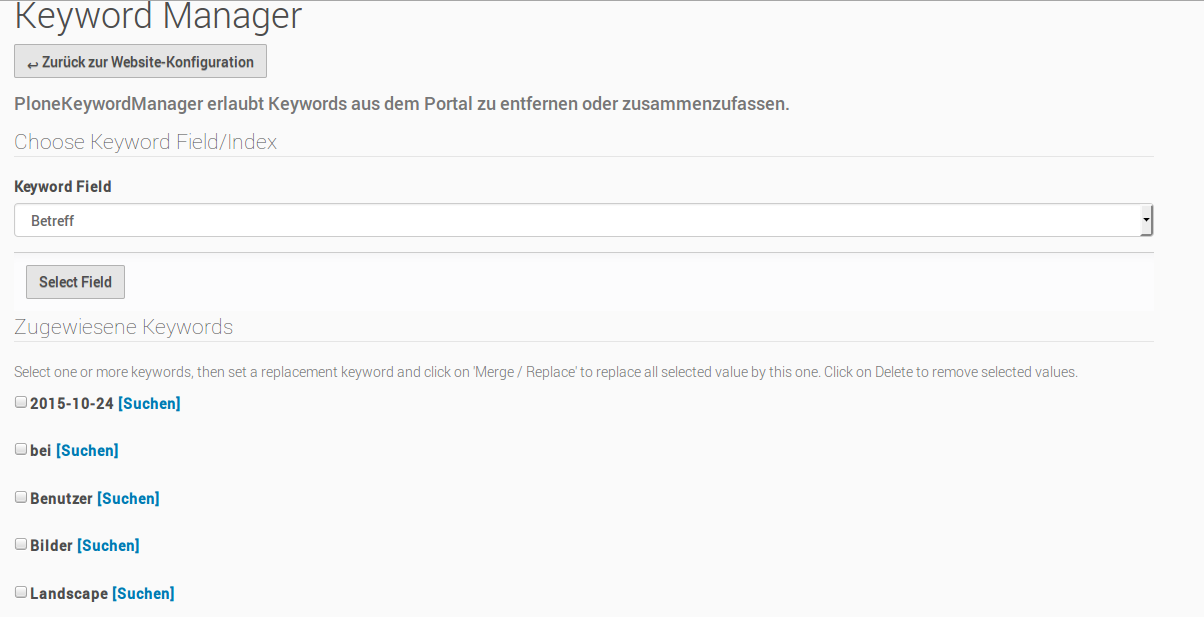 Keyword Manager
↩ Zurück zur Website-Konfiguration
PloneKeywordManager erlaubt Keywords aus dem Portal zu entfernen oder zusammenzufassen.
Choose Keyword Field/Index
Keyword Field
Betreff
Select Field
Zugewiesene Keywords
Select one or more keywords, then set a replacement keyword and click on 'Merge / Replace' to replace all selected value by this one. Click on Delete to remove selected values.
2015-10-24 [Suchen]
bei [Suchen]
Benutzer [Suchen]
Bilder [Suchen]
Landscape [Suchen]